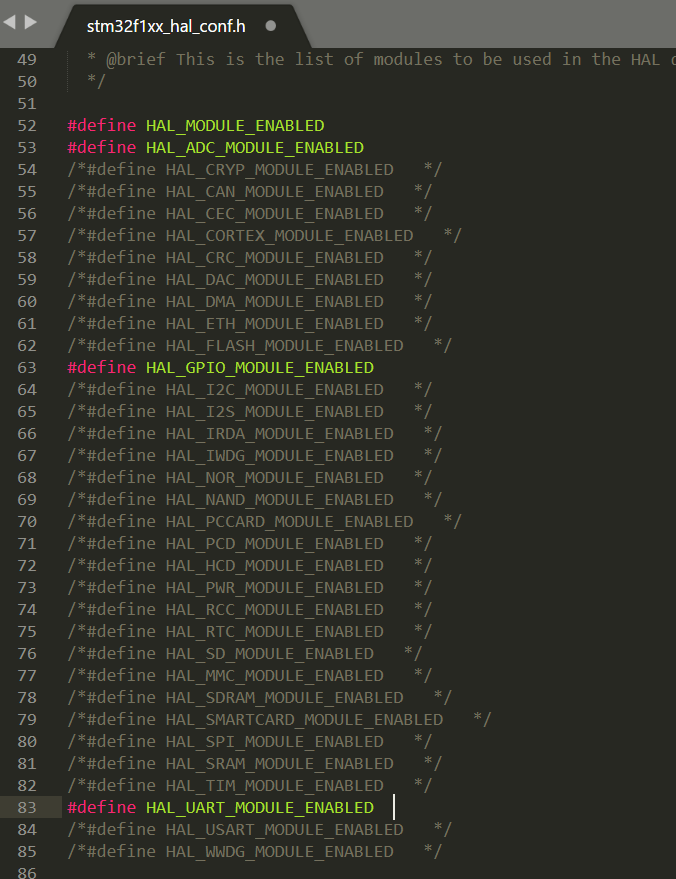 stm32f1xx_hal_conf.h
49 * @brief This is the list of modules to be used in the HAL
50 */
51
52 #define HAL_MODULE_ENABLED
53 #define HAL_ADC_MODULE_ENABLED
54 /*#define HAL_CRYP_MODULE_ENABLED   */
55 /*#define HAL_CAN_MODULE_ENABLED   */
56 /*#define HAL_CEC_MODULE_ENABLED   */
57 /*#define HAL_CORTEX_MODULE_ENABLED   */
58 /*#define HAL_CRC_MODULE_ENABLED   */
59 /*#define HAL_DAC_MODULE_ENABLED   */
60 /*#define HAL_DMA_MODULE_ENABLED   */
61 /*#define HAL_ETH_MODULE_ENABLED   */
62 /*#define HAL_FLASH_MODULE_ENABLED   */
63 #define HAL_GPIO_MODULE_ENABLED
64 /*#define HAL_I2C_MODULE_ENABLED   */
65 /*#define HAL_I2S_MODULE_ENABLED   */
66 /*#define HAL_IRDA_MODULE_ENABLED   */
67 /*#define HAL_IWDG_MODULE_ENABLED   */
68 /*#define HAL_NOR_MODULE_ENABLED   */
69 /*#define HAL_NAND_MODULE_ENABLED   */
70 /*#define HAL_PCCARD_MODULE_ENABLED   */
71 /*#define HAL_PCD_MODULE_ENABLED   */
72 /*#define HAL_HCD_MODULE_ENABLED   */
73 /*#define HAL_PWR_MODULE_ENABLED   */
74 /*#define HAL_RCC_MODULE_ENABLED   */
75 /*#define HAL_RTC_MODULE_ENABLED   */
76 /*#define HAL_SD_MODULE_ENABLED   */
77 /*#define HAL_MMC_MODULE_ENABLED   */
78 /*#define HAL_SDRAM_MODULE_ENABLED   */
79 /*#define HAL_SMARTCARD_MODULE_ENABLED   */
80 /*#define HAL_SPI_MODULE_ENABLED   */
81 /*#define HAL_SRAM_MODULE_ENABLED   */
82 /*#define HAL_TIM_MODULE_ENABLED   */
83 #define HAL_UART_MODULE_ENABLED
84 /*#define HAL_USART_MODULE_ENABLED   */
85 /*#define HAL_WWDG_MODULE_ENABLED   */
86